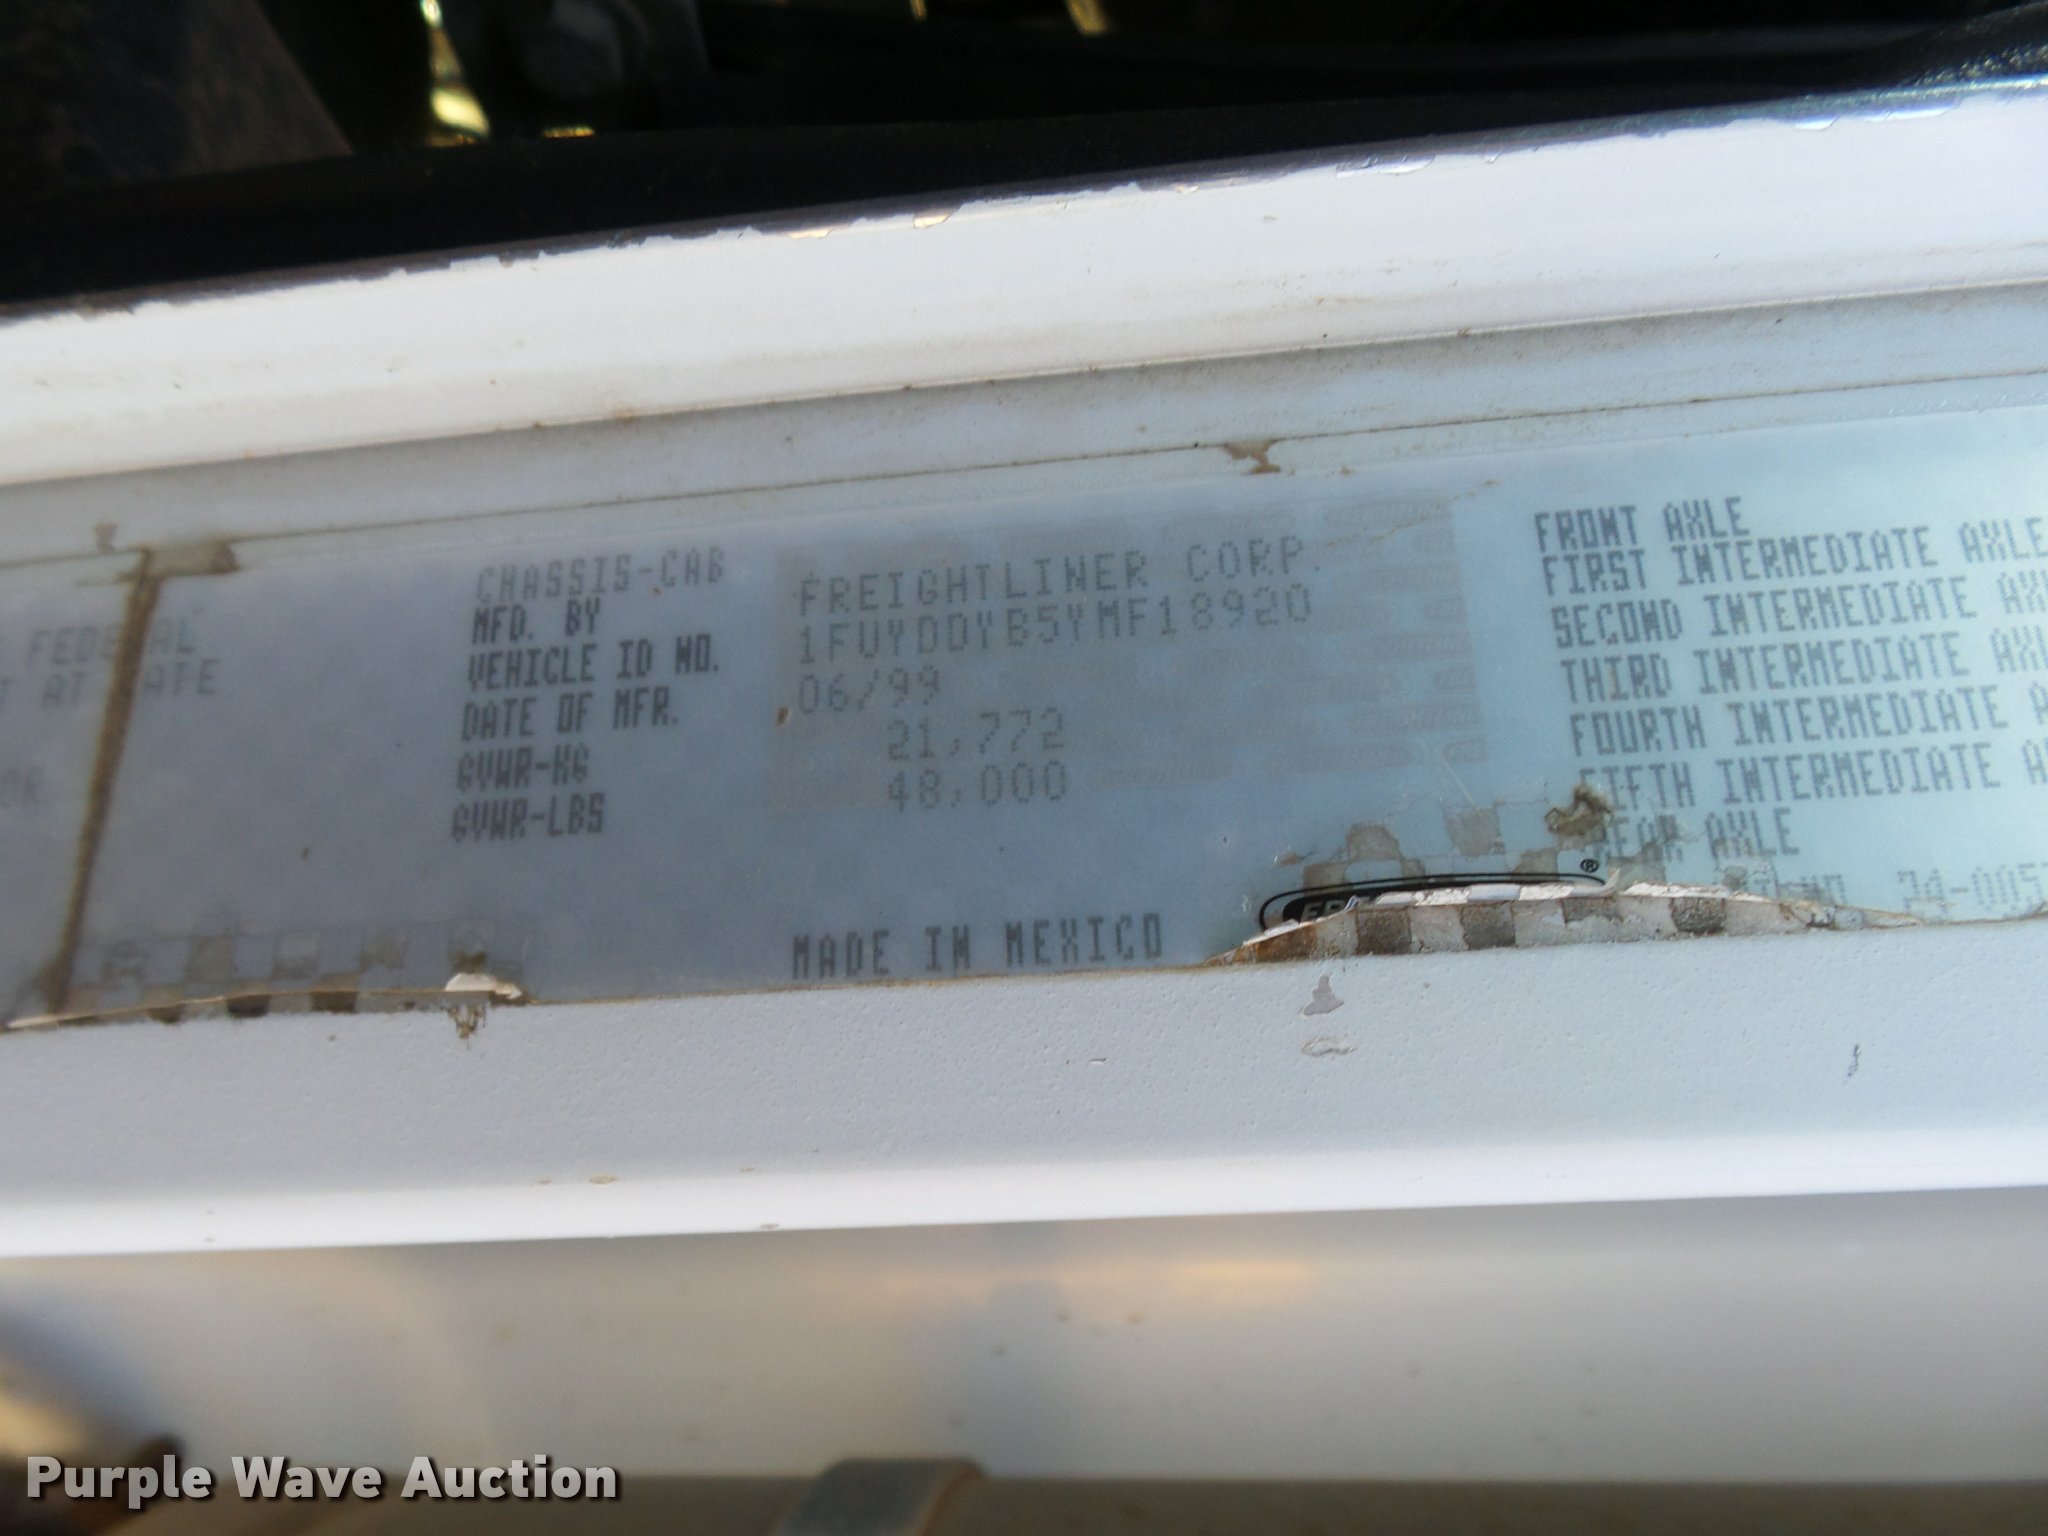 FEDERAL
AT
CHASSIS-CAB
MFD. BY FREIGHTLINER CORP.
VEHICLE ID NO. 1FUYDDYB5YMF18920
DATE OF MFR. 06/99
GVWR-KG 21,772
GVWR-LBS 48,000
MADE IN MEXICO
FRONT AXLE
FIRST INTERMEDIATE AXLE
SECOND INTERMEDIATE
THIRD INTERMEDIATE
FOURTH INTERMEDIATE
FIFTH INTERMEDIATE
REAR AXLE
®
Purple Wave Auction